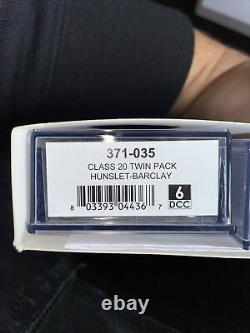 371-035
CLASS 20 TWIN PACK
HUNSLET-BARCLAY
8 03393 04436 7
6
DCC